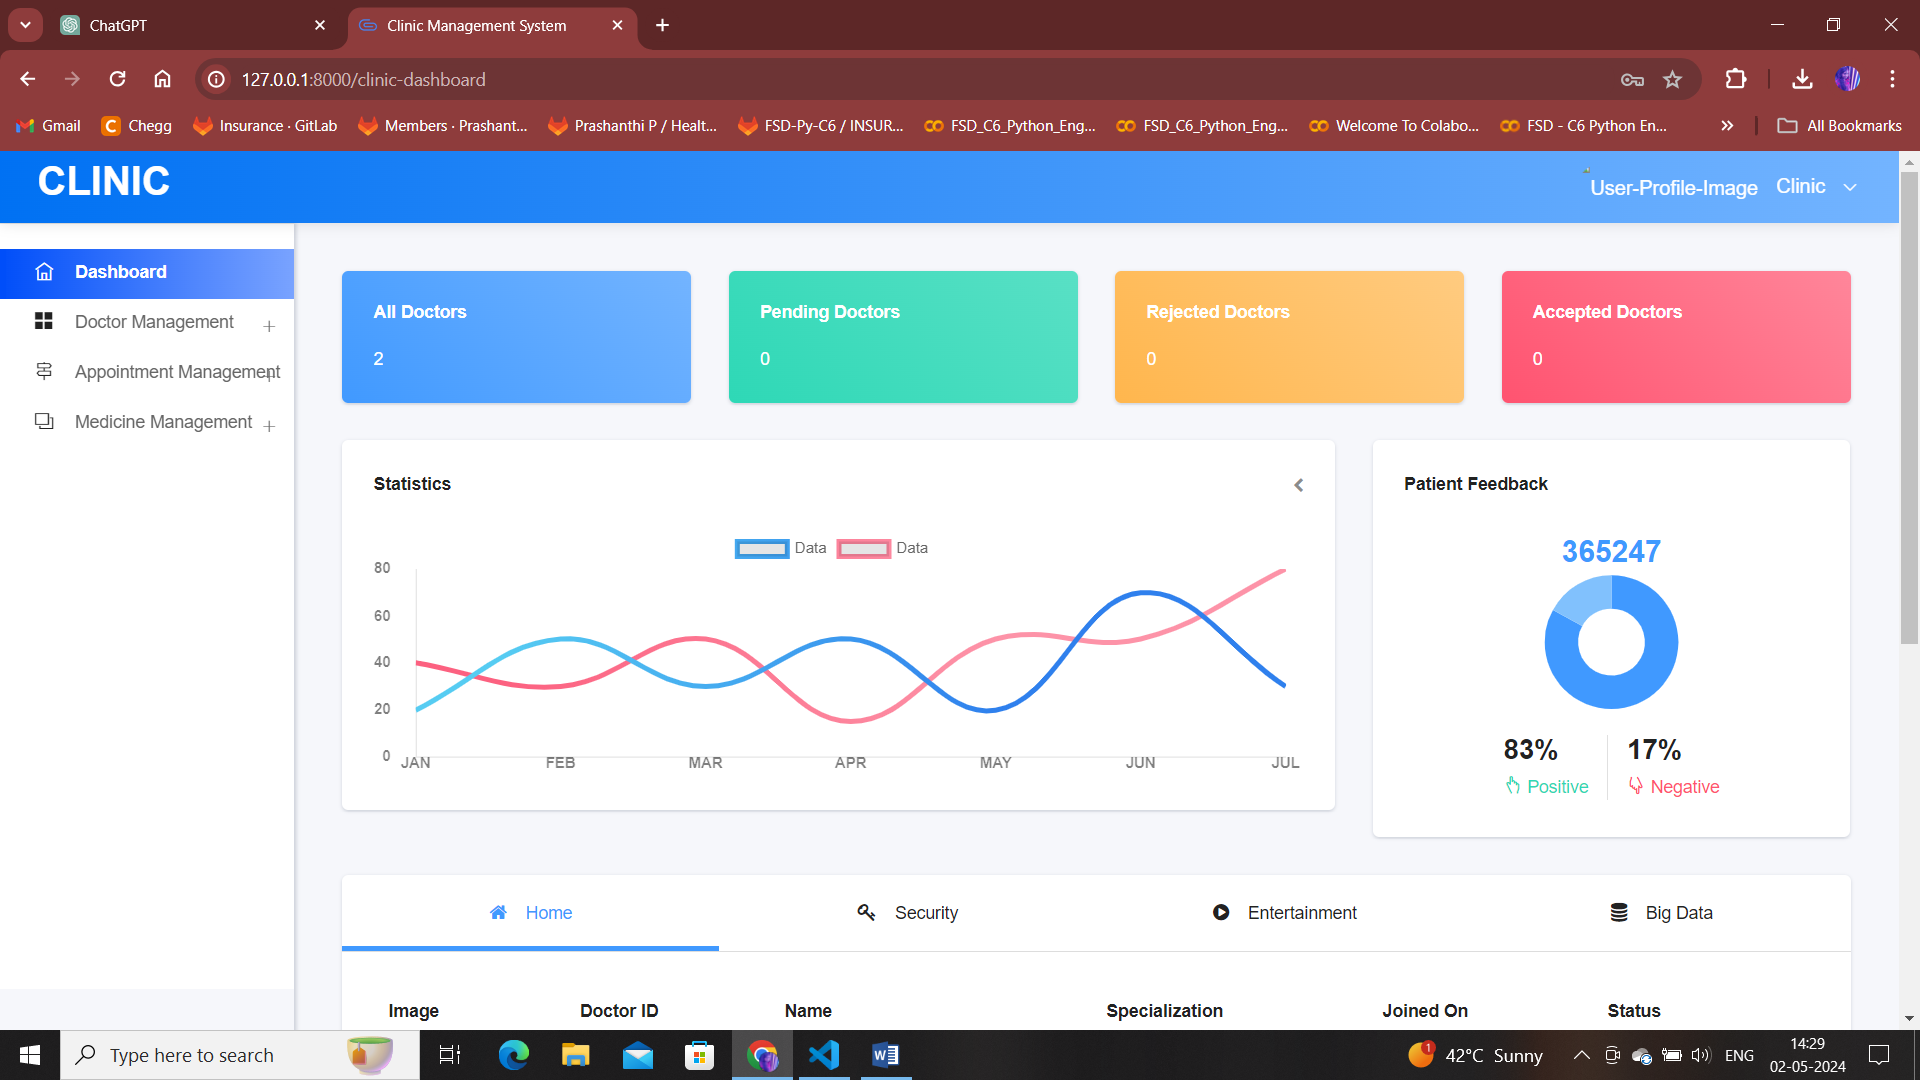 ChatGPT
Clinic Management System
127.0.0.1:8000/clinic-dashboard
Gmail
Chegg
Insurance · GitLab
Members · Prashant...
Prashanthi P / Healt...
FSD-Py-C6 / INSUR...
FSD_C6_Python_Eng...
FSD_C6_Python_Eng...
Welcome To Colabo...
FSD - C6 Python En...
All Bookmarks
CLINIC
User-Profile-Image
Clinic
Dashboard
Doctor Management
Appointment Management
Medicine Management
All Doctors
2
Pending Doctors
0
Rejected Doctors
0
Accepted Doctors
0
Statistics
Data
Data
80
60
40
20
0
JAN
FEB
MAR
APR
MAY
JUN
JUL
Patient Feedback
365247
83%
Positive
17%
Negative
Home
Security
Entertainment
Big Data
Image
Doctor ID
Name
Specialization
Joined On
Status
Type here to search
1
42°C Sunny
ENG
14:29
02-05-2024